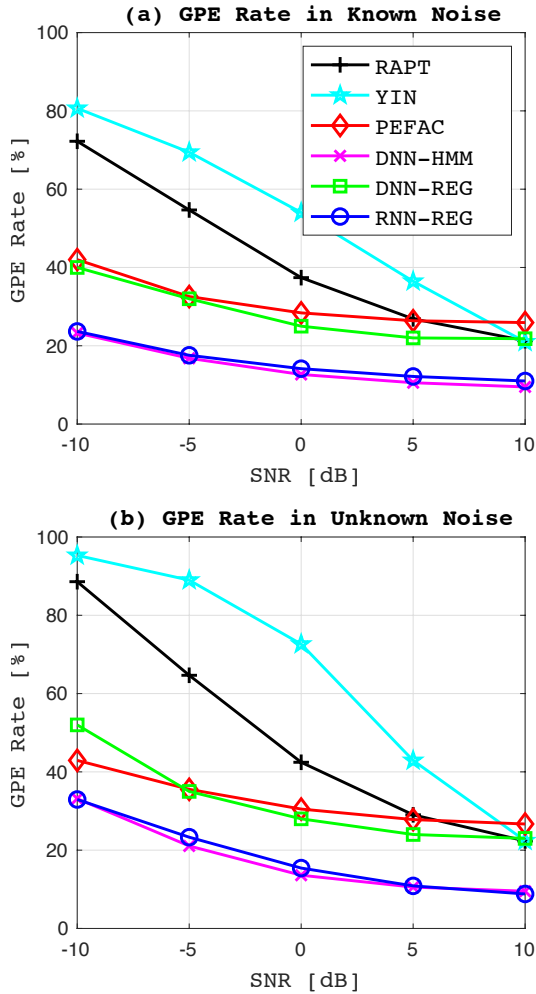 (a) GPE Rate in Known Noise
100
80
60
40
20
0
GPE Rate [%]
RAPT
YIN
PEFAC
DNN-HMM
DNN-REG
RNN-REG
-10 -5 0 5 10
SNR [dB]
(b) GPE Rate in Unknown Noise
100
80
60
40
20
0
GPE Rate [%]
-10 -5 0 5 10
SNR [dB]